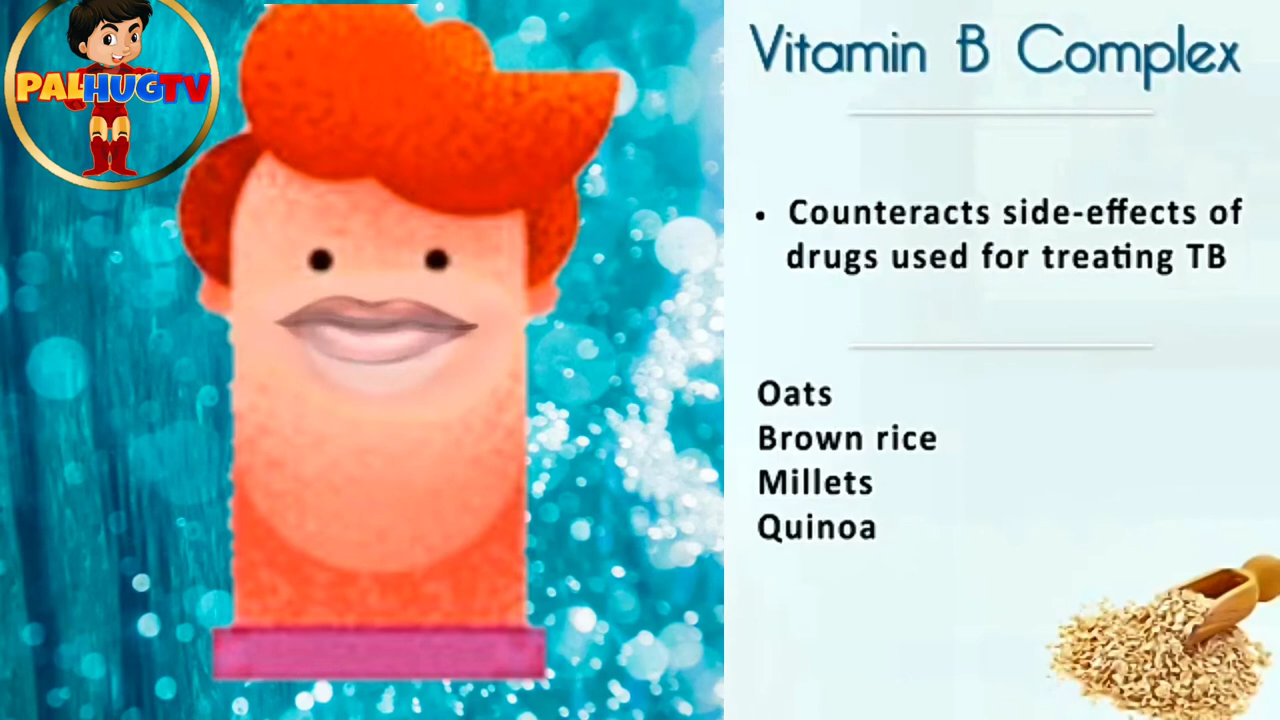 PALHUGTV
Vitamin B Complex
• Counteracts side-effects of
drugs used for treating TB
Oats
Brown rice
Millets
Quinoa